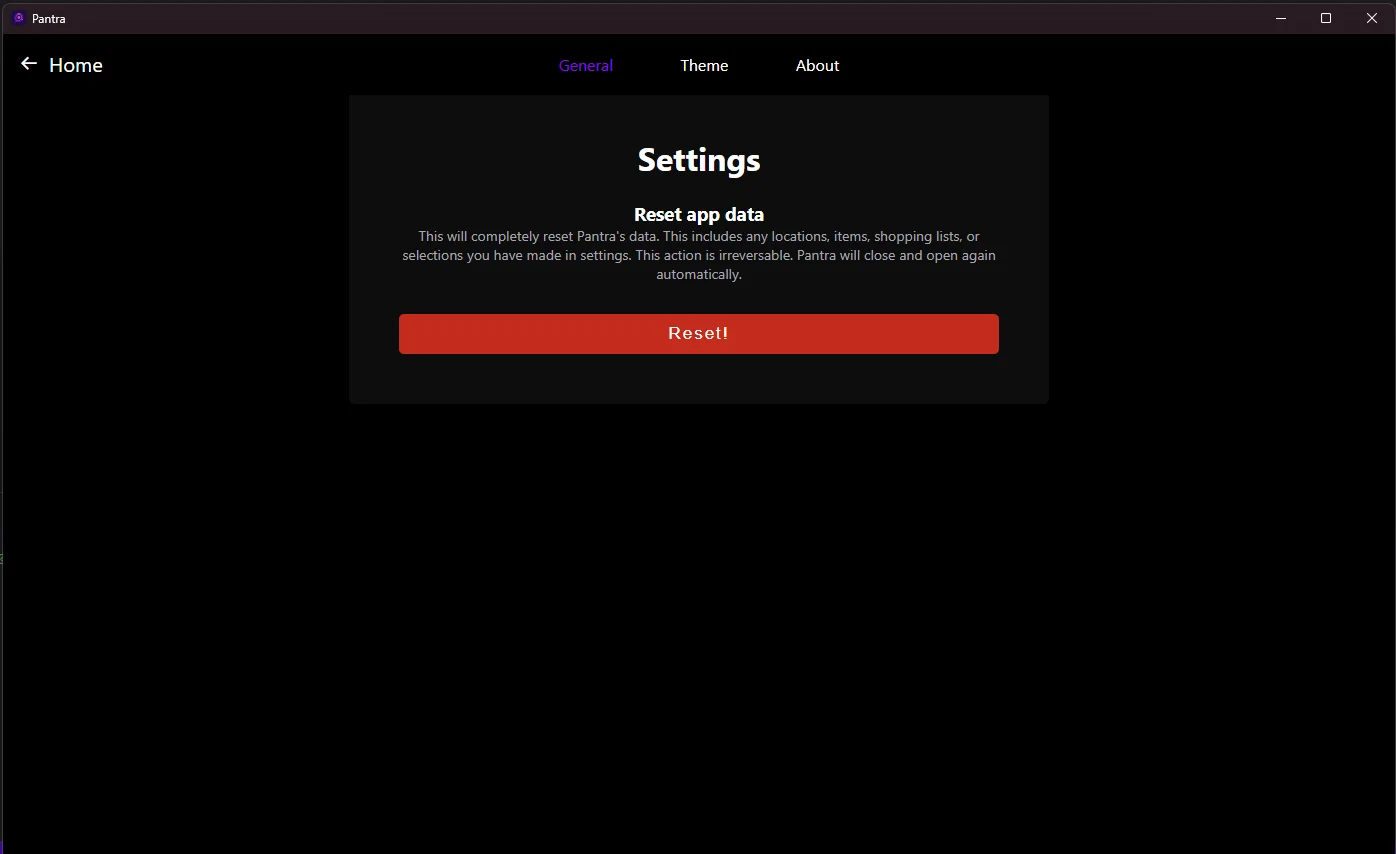 Pantra
Home
General
Theme
About
Settings
Reset app data
This will completely reset Pantra's data. This includes any locations, items, shopping lists, or
selections you have made in settings. This action is irreversable. Pantra will close and open again
automatically.
Reset!